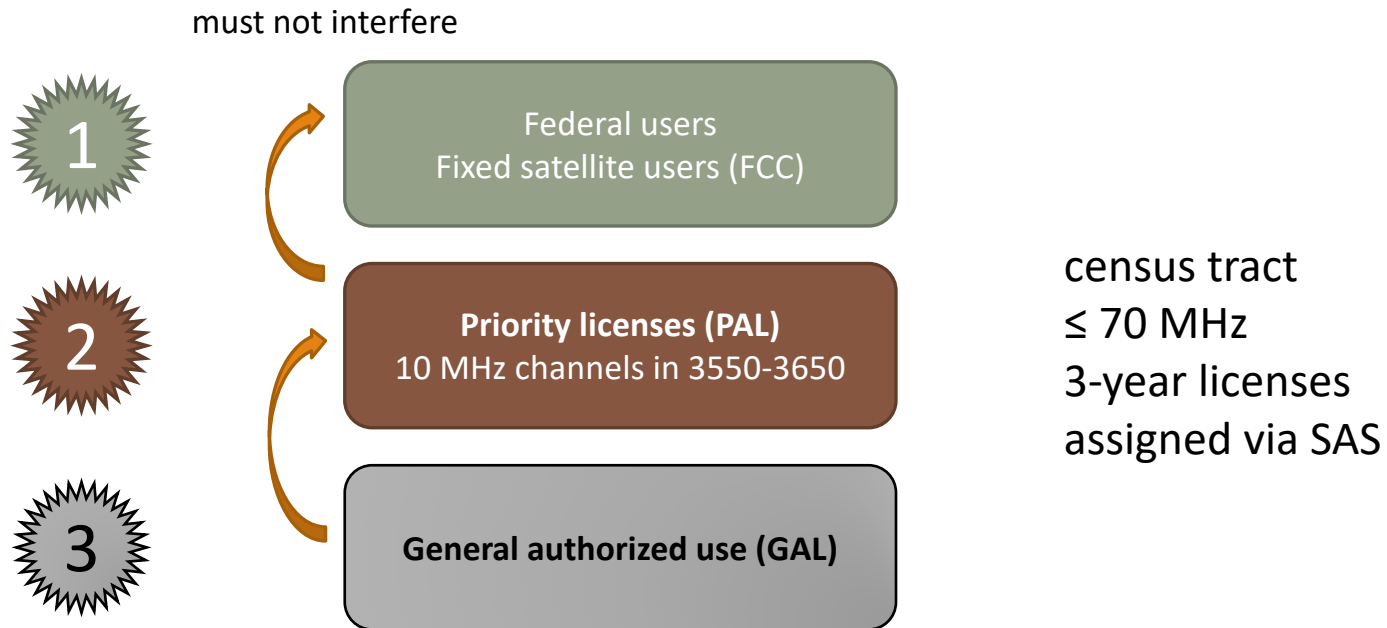 must not interfere
1
Federal users
Fixed satellite users (FCC)
2
Priority licenses (PAL)
10 MHz channels in 3550-3650
census tract
≤ 70 MHz
3-year licenses
assigned via SAS
3
General authorized use (GAL)